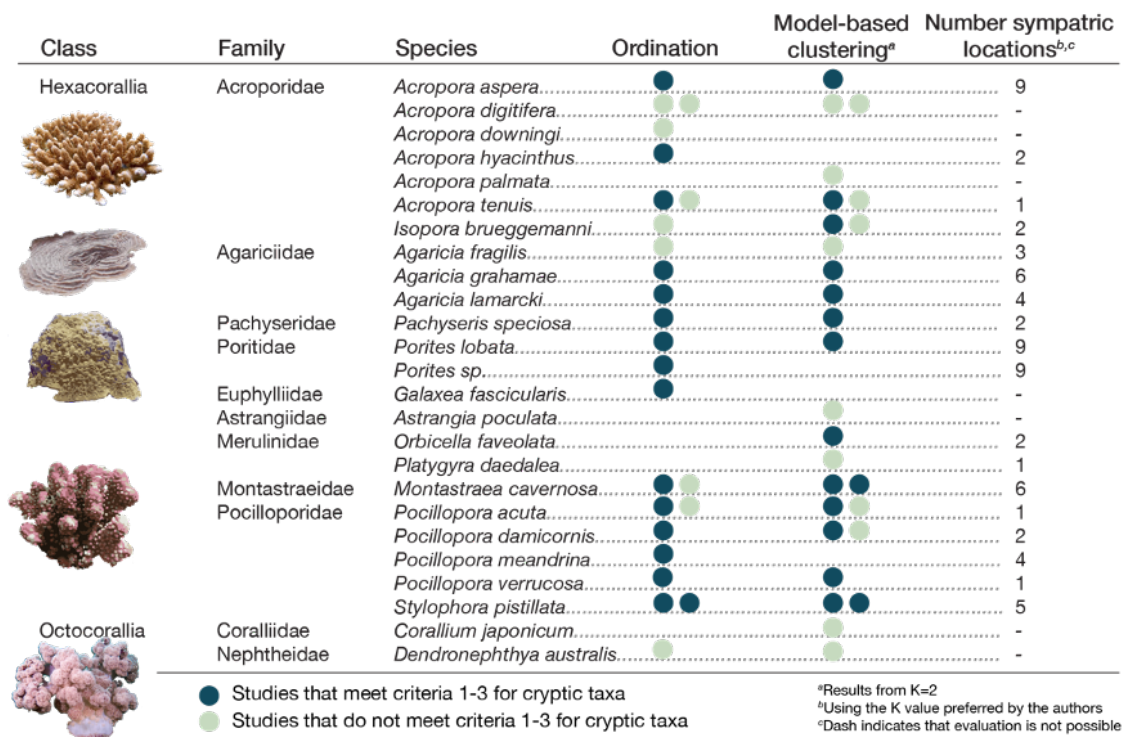 Class Family Species Ordination Model-based clusteringᵃ Number sympatric locationsᵇ,ᶜ
Hexacorallia Acroporidae Acropora aspera 9
Acropora digitifera -
Acropora downingi -
Acropora hyacinthus 2
Acropora palmata -
Acropora tenuis 1
Isopora brueggemanni 2
Agariciidae Agaricia fragilis 3
Agaricia grahamae 6
Agaricia lamarcki 4
Pachyseridae Pachyseris speciosa 2
Poritidae Porites lobata 9
Porites sp. 9
Euphylliidae Galaxea fascicularis -
Astrangiidae Astrangia poculata -
Merulinidae Orbicella faveolata 2
Platygyra daedalea 1
Montastraeidae Montastraea cavernosa 6
Pocilloporidae Pocillopora acuta 1
Pocillopora damicornis 2
Pocillopora meandrina 4
Pocillopora verrucosa 1
Stylophora pistillata 5
Octocorallia Coralliidae Corallium japonicum -
Nephtheidae Dendronephthya australis -
Studies that meet criteria 1-3 for cryptic taxa
Studies that do not meet criteria 1-3 for cryptic taxa
ᵃResults from K=2
ᵇUsing the K value preferred by the authors
ᶜDash indicates that evaluation is not possible